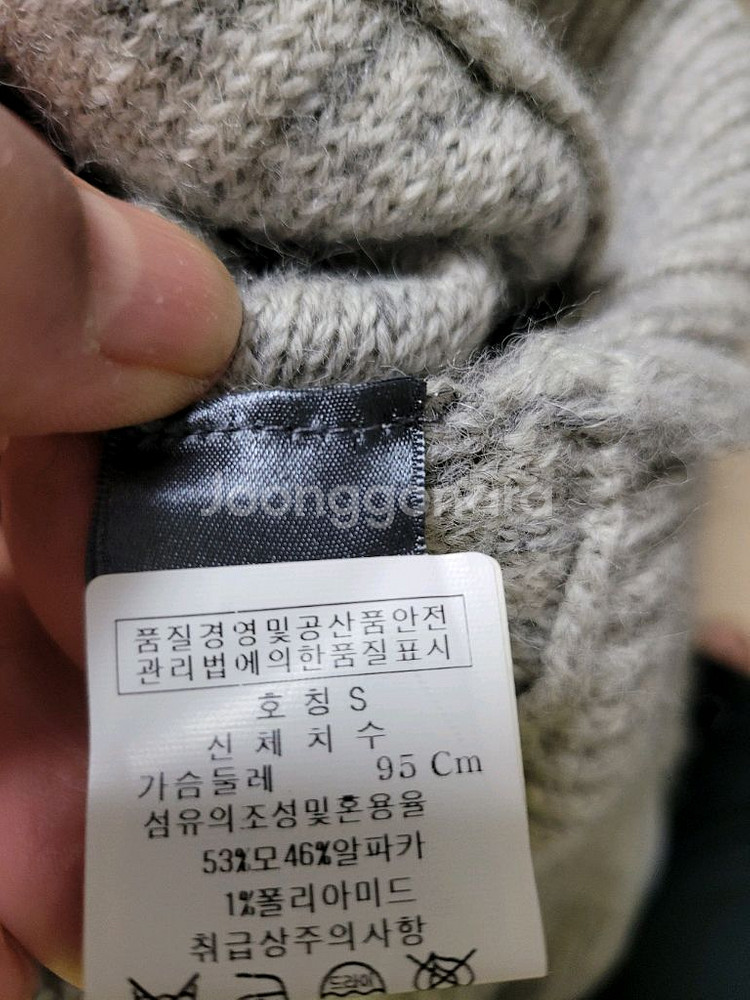 Joonggonara
품질경영및공산품안전
관리법에의한품질표시
호 칭 S
신 체 치 수
가슴둘레 95 Cm
섬유의조성및혼용율
53%모 46%알파카
1%폴리아미드
취급상주의사항
드라이